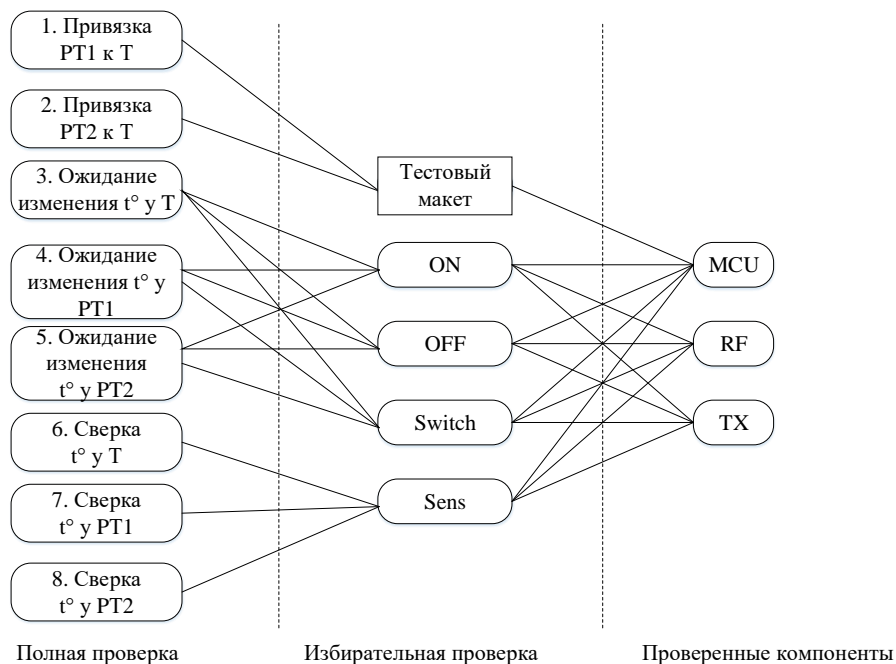 1. Привязка
РТ1 к Т
2. Привязка
РТ2 к Т
3. Ожидание
изменения t° у Т
4. Ожидание
изменения t° у
РТ1
5. Ожидание
изменения
t° у РТ2
6. Сверка
t° у Т
7. Сверка
t° у РТ1
8. Сверка
t° у РТ2
Тестовый
макет
ON
OFF
Switch
Sens
MCU
RF
TX
Полная проверка
Избирательная проверка
Проверенные компоненты